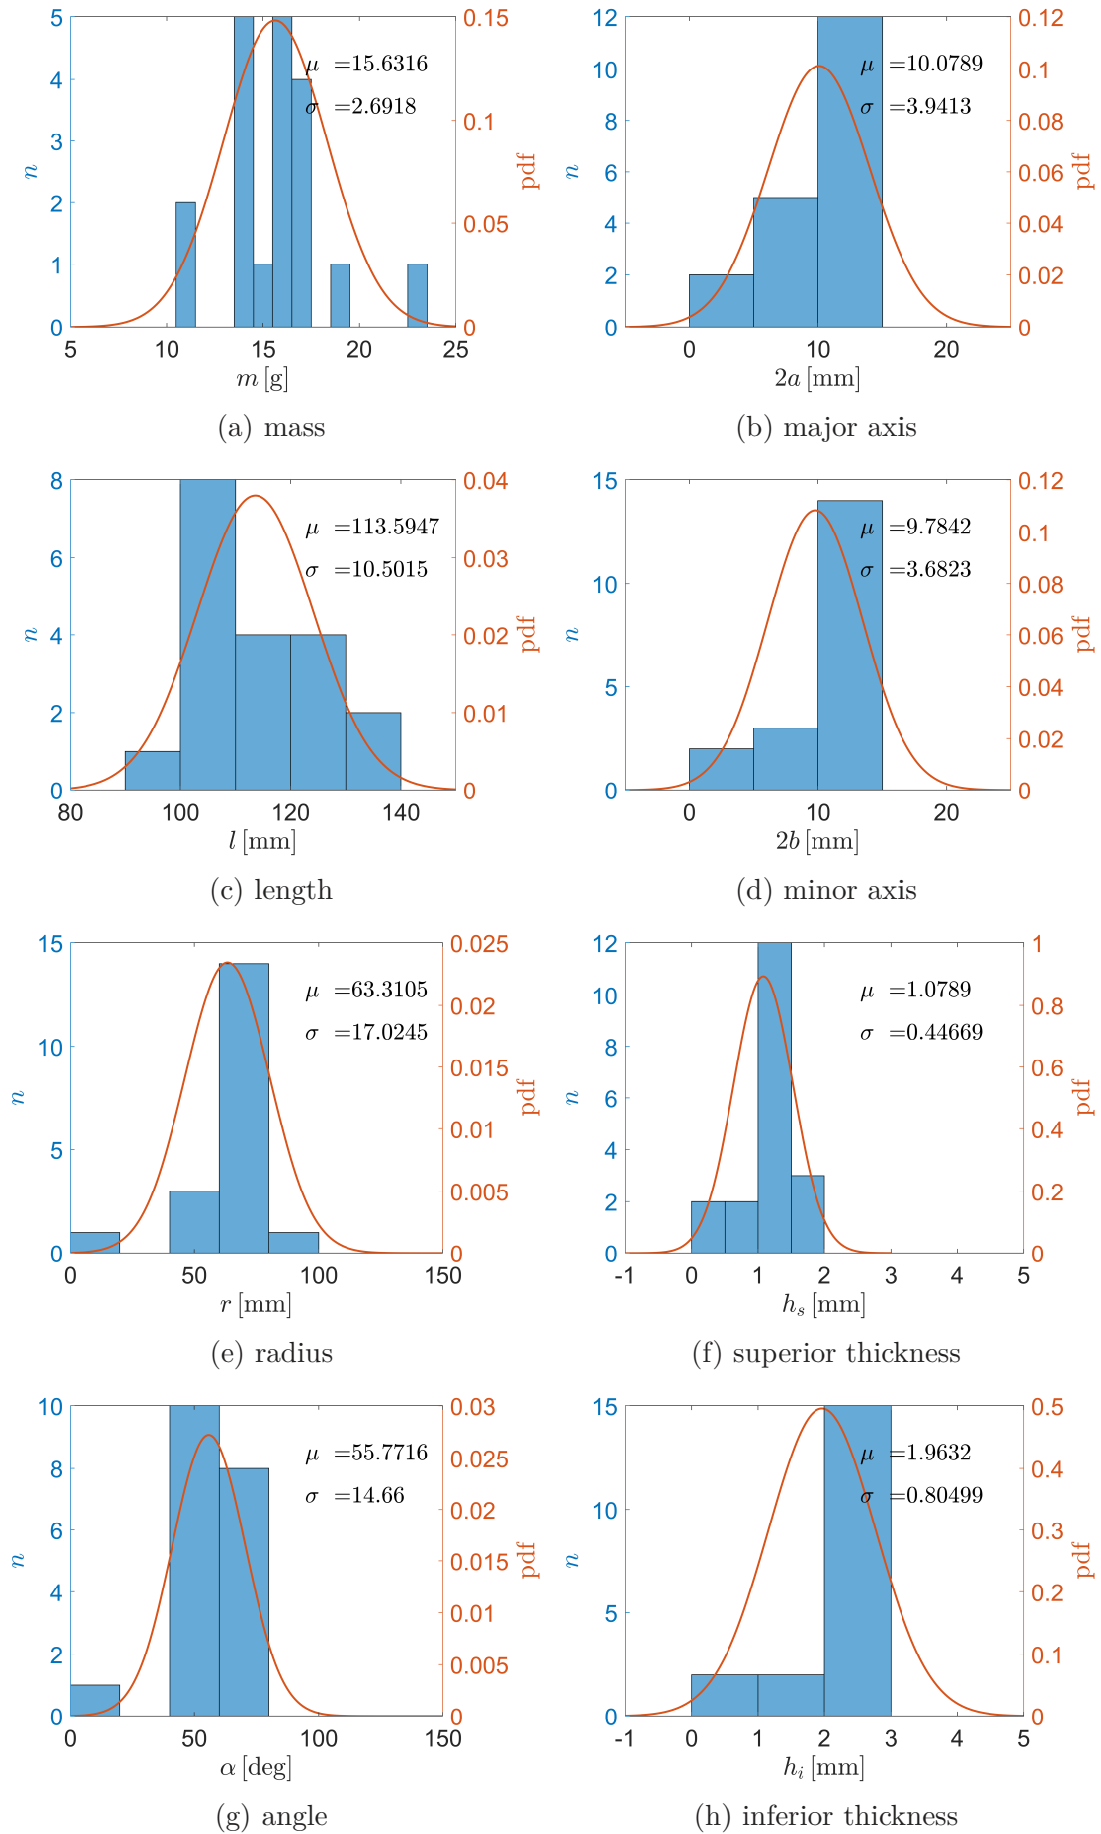 5
4
3
2
1
0
n
0.15
0.1
0.05
0
pdf
μ =15.6316
σ =2.6918
5 10 15 20 25
m [g]
(a) mass
12
10
8
6
4
2
0
n
0.12
0.1
0.08
0.06
0.04
0.02
0
pdf
μ =10.0789
σ =3.9413
0 10 20
2a [mm]
(b) major axis
8
6
4
2
0
n
0.04
0.03
0.02
0.01
0
pdf
μ =113.5947
σ =10.5015
80 100 120 140
l [mm]
(c) length
15
10
5
0
n
0.12
0.1
0.08
0.06
0.04
0.02
0
pdf
μ =9.7842
σ =3.6823
0 10 20
2b [mm]
(d) minor axis
15
10
5
0
n
0.025
0.02
0.015
0.01
0.005
0
pdf
μ =63.3105
σ =17.0245
0 50 100 150
r [mm]
(e) radius
12
10
8
6
4
2
0
n
1
0.8
0.6
0.4
0.2
0
pdf
μ =1.0789
σ =0.44669
-1 0 1 2 3 4 5
h_s [mm]
(f) superior thickness
10
8
6
4
2
0
n
0.03
0.025
0.02
0.015
0.01
0.005
0
pdf
μ =55.7716
σ =14.66
0 50 100 150
α [deg]
(g) angle
15
10
5
0
n
0.5
0.4
0.3
0.2
0.1
0
pdf
μ =1.9632
σ =0.80499
-1 0 1 2 3 4 5
h_i [mm]
(h) inferior thickness